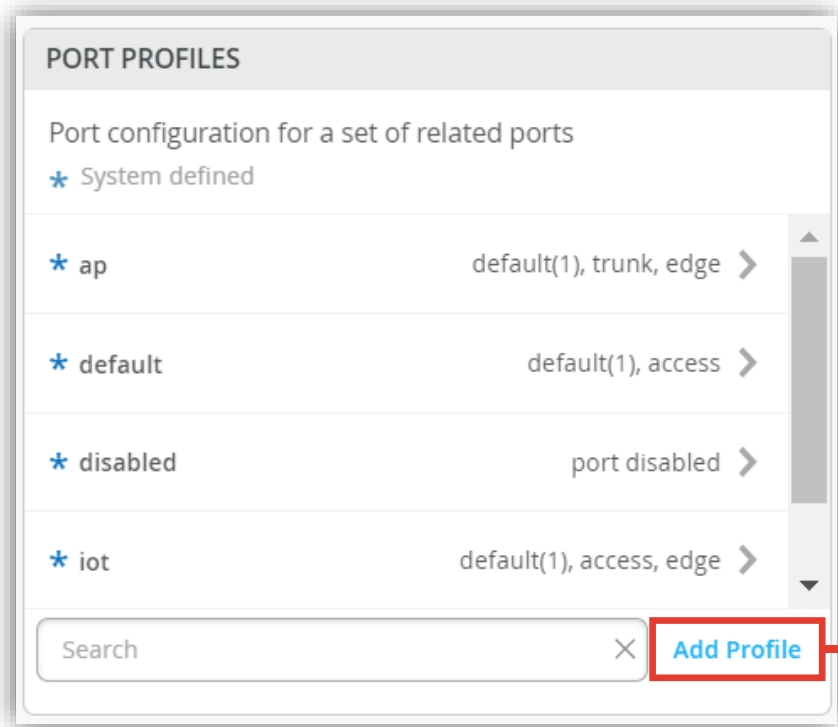 PORT PROFILES
Port configuration for a set of related ports
* System defined
* ap default(1), trunk, edge
* default default(1), access
* disabled port disabled
* iot default(1), access, edge
Search Add Profile